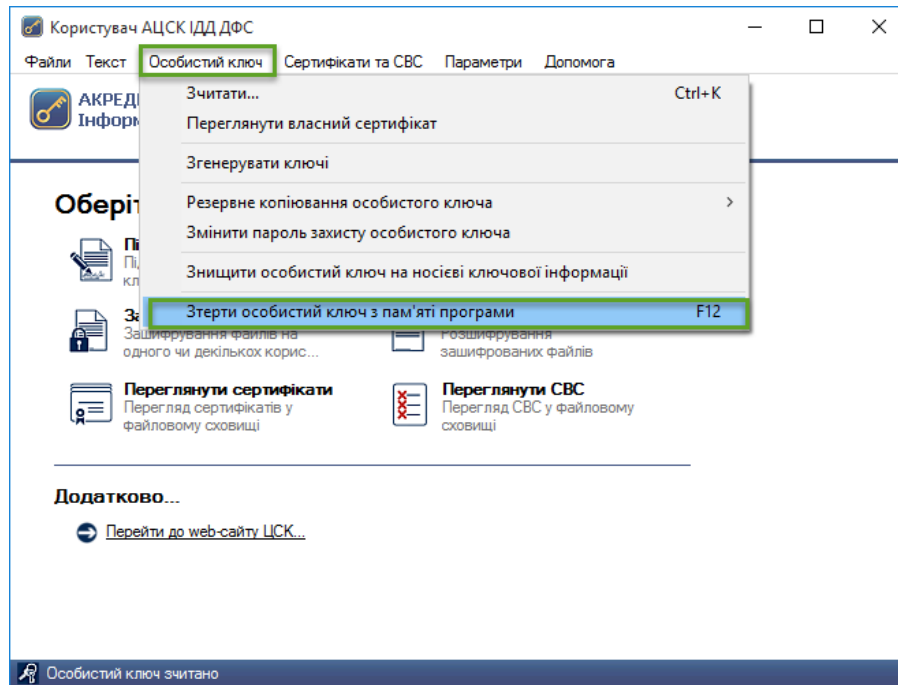 Користувач АЦСК ІДД ДФС
Файли Текст Особистий ключ Сертифікати та СВС Параметри Допомога
Зчитати... Ctrl+K
Переглянути власний сертифікат
Згенерувати ключі
Резервне копіювання особистого ключа
Змінити пароль захисту особистого ключа
Знищити особистий ключ на носієві ключової інформації
Зтерти особистий ключ з пам'яті програми F12
Зашифрування файлів на
одного чи декількох корис...
Розшифрування
зашифрованих файлів
Переглянути сертифікати
Перегляд сертифікатів у
файловому сховищі
Переглянути СВС
Перегляд СВС у файловому
сховищі
Додатково...
Перейти до web-сайту ЦСК...
Особистий ключ зчитано